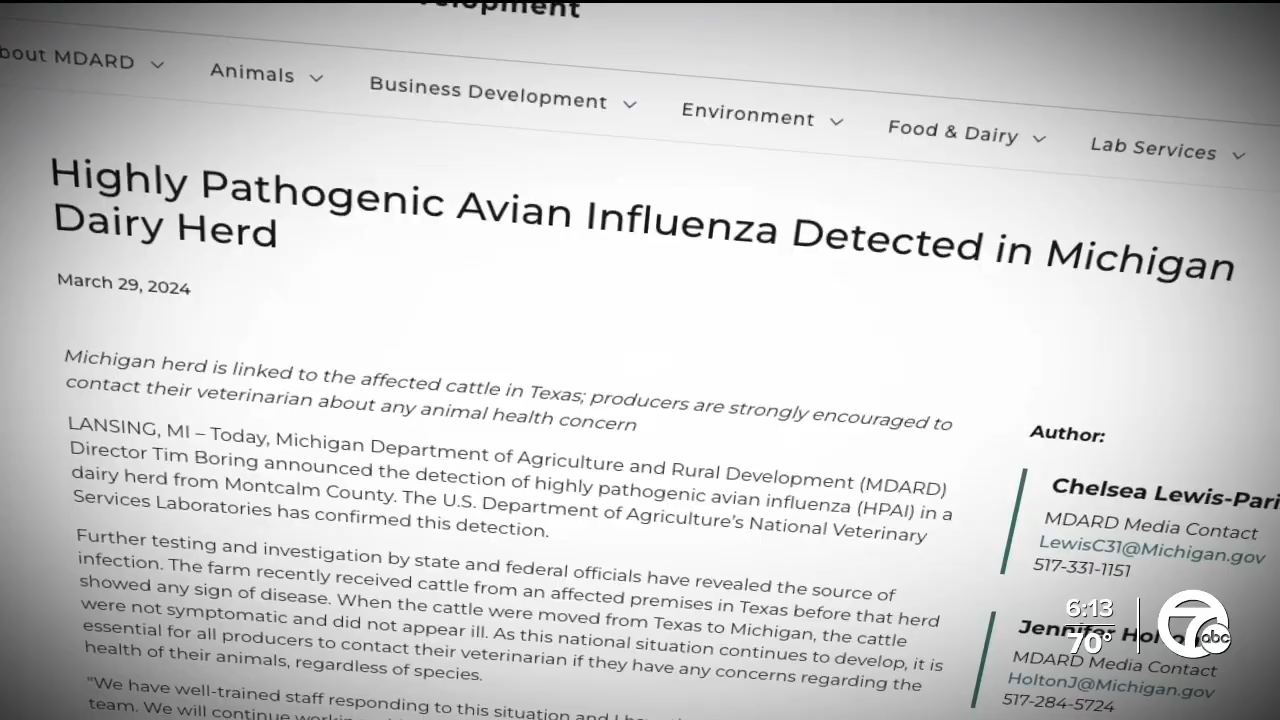 About MDARD
Animals
Business Development
Environment
Food & Dairy
Lab Services
Highly Pathogenic Avian Influenza Detected in Michigan
Dairy Herd
March 29, 2024
Michigan herd is linked to the affected cattle in Texas; producers are strongly encouraged to
contact their veterinarian about any animal health concern
LANSING, MI – Today, Michigan Department of Agriculture and Rural Development (MDARD)
Director Tim Boring announced the detection of highly pathogenic avian influenza (HPAI) in a
dairy herd from Montcalm County. The U.S. Department of Agriculture's National Veterinary
Services Laboratories has confirmed this detection.
Further testing and investigation by state and federal officials have revealed the source of
infection. The farm recently received cattle from an affected premises in Texas before that herd
showed any sign of disease. When the cattle were moved from Texas to Michigan, the cattle
were not symptomatic and did not appear ill. As this national situation continues to develop, it is
essential for all producers to contact their veterinarian if they have any concerns regarding the
health of their animals, regardless of species.
"We have well-trained staff responding to this situation and I
team. We will continue
Author:
Chelsea Lewis-Pari
MDARD Media Contact
LewisC31@Michigan.gov
517-331-1151
Jennifer Holton
MDARD Media Contact
HoltonJ@Michigan.gov
517-284-5724
6:13
70°
7
abc